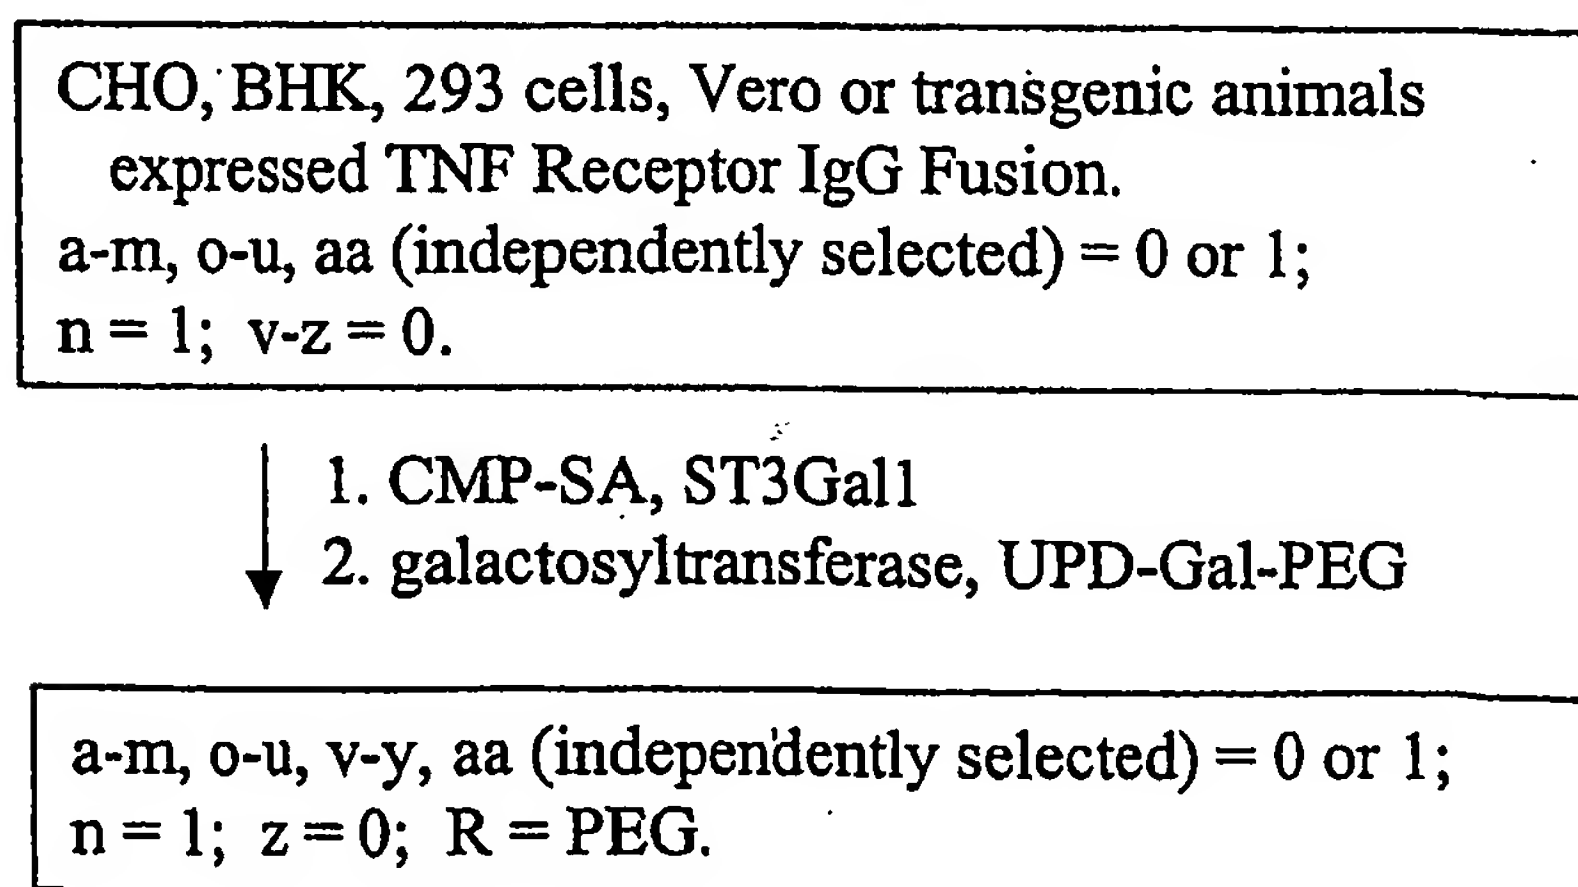 CHO, BHK, 293 cells, Vero or transgenic animals
expressed TNF Receptor IgG Fusion.
a-m, o-u, aa (independently selected) = 0 or 1;
n = 1; v-z = 0.
1. CMP-SA, ST3Gal1
2. galactosyltransferase, UPD-Gal-PEG
a-m, o-u, v-y, aa (independently selected) = 0 or 1;
n = 1; z = 0; R = PEG.